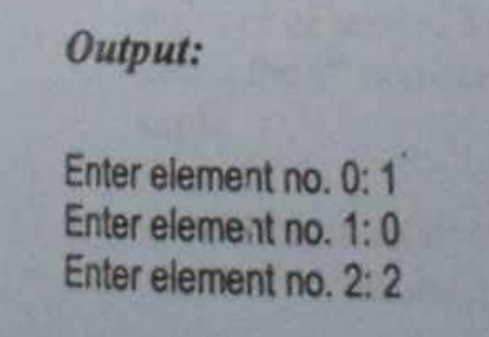 Output:
Enter element no. 0: 1
Enter element no. 1: 0
Enter element no. 2: 2